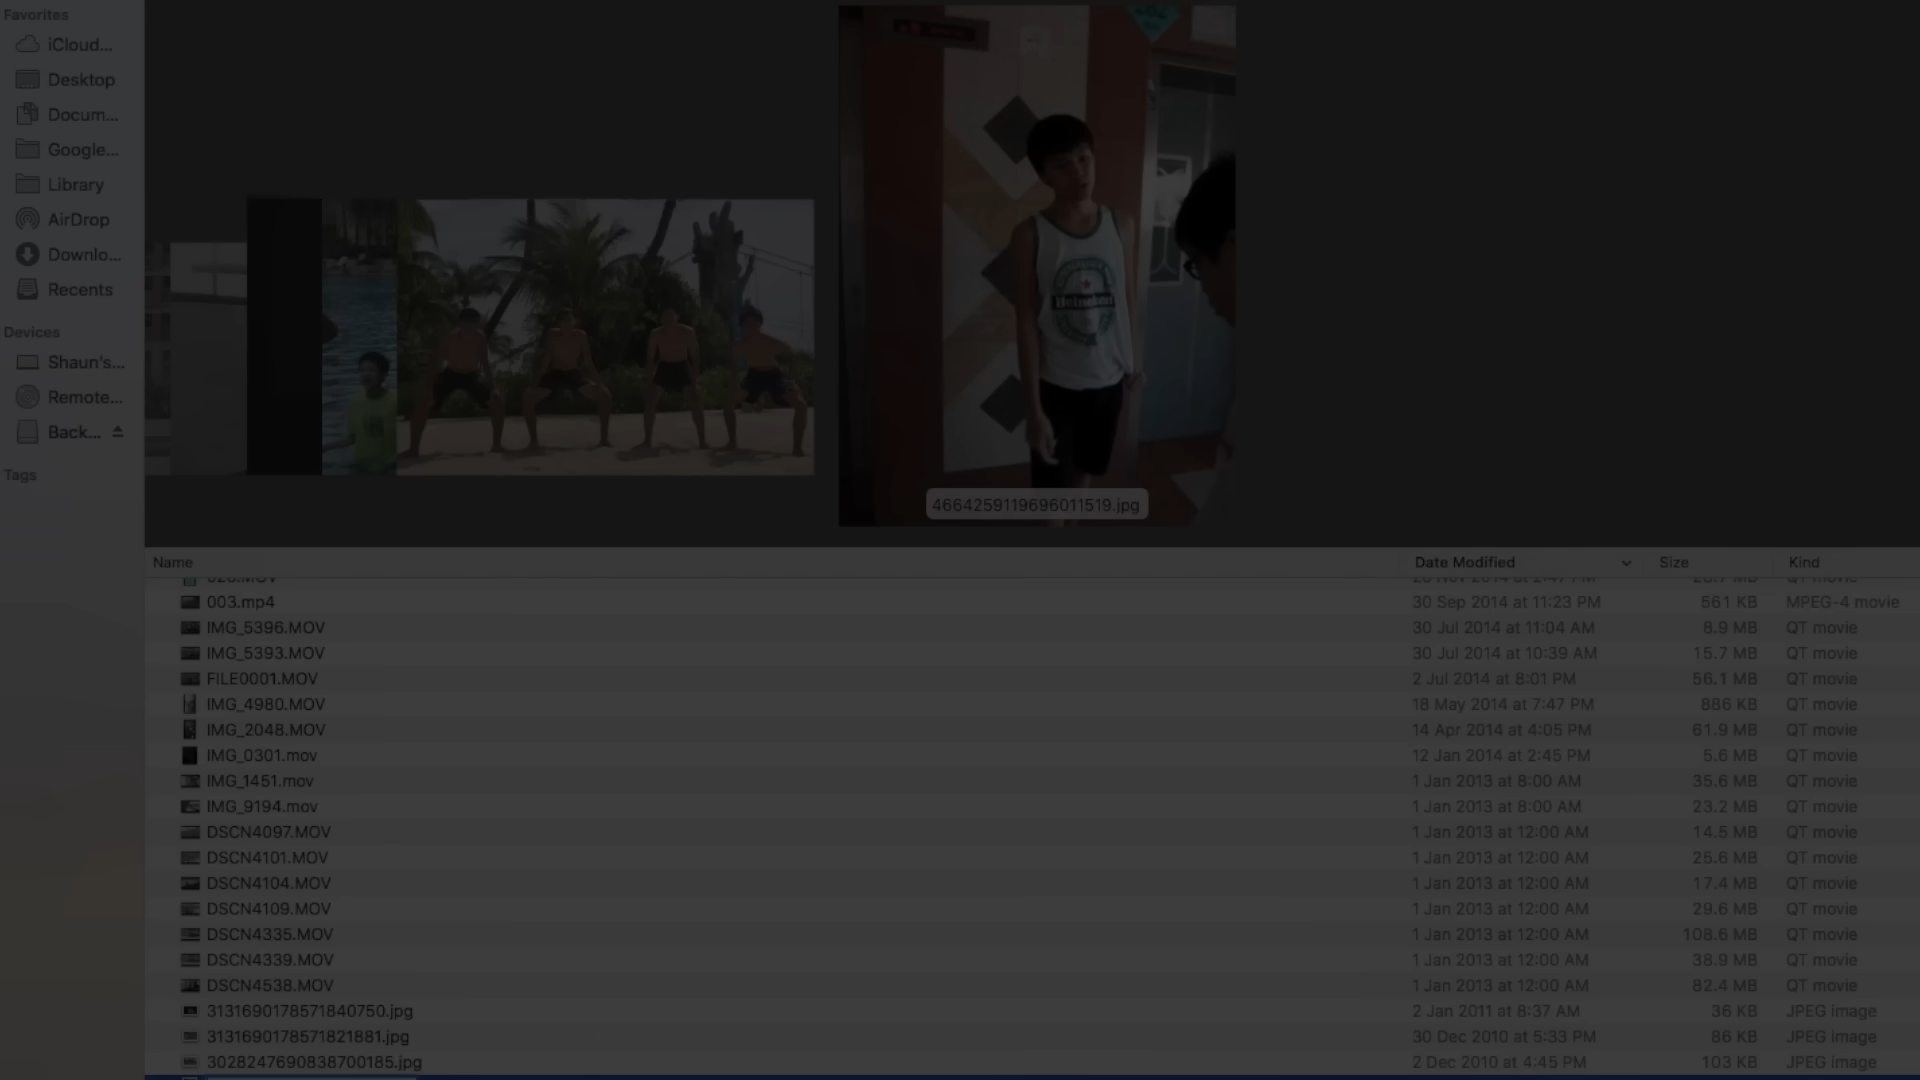 Favorites
iCloud...
Desktop
Docum...
Google...
Library
AirDrop
Downlo...
Recents
Devices
Shaun's...
Remote...
Back...
Tags
Heineken
4664259119696011519.jpg
Name Date Modified Size Kind
003.mp4 30 Sep 2014 at 11:23 PM 561 KB MPEG-4 movie
IMG_5396.MOV 30 Jul 2014 at 11:04 AM 8.9 MB QT movie
IMG_5393.MOV 30 Jul 2014 at 10:39 AM 15.7 MB QT movie
FILE0001.MOV 2 Jul 2014 at 8:01 PM 56.1 MB QT movie
IMG_4980.MOV 18 May 2014 at 7:47 PM 886 KB QT movie
IMG_2048.MOV 14 Apr 2014 at 4:05 PM 61.9 MB QT movie
IMG_0301.mov 12 Jan 2014 at 2:45 PM 5.6 MB QT movie
IMG_1451.mov 1 Jan 2013 at 8:00 AM 35.6 MB QT movie
IMG_9194.mov 1 Jan 2013 at 8:00 AM 23.2 MB QT movie
DSCN4097.MOV 1 Jan 2013 at 12:00 AM 14.5 MB QT movie
DSCN4101.MOV 1 Jan 2013 at 12:00 AM 25.6 MB QT movie
DSCN4104.MOV 1 Jan 2013 at 12:00 AM 17.4 MB QT movie
DSCN4109.MOV 1 Jan 2013 at 12:00 AM 29.6 MB QT movie
DSCN4335.MOV 1 Jan 2013 at 12:00 AM 108.6 MB QT movie
DSCN4339.MOV 1 Jan 2013 at 12:00 AM 38.9 MB QT movie
DSCN4538.MOV 1 Jan 2013 at 12:00 AM 82.4 MB QT movie
3131690178571840750.jpg 2 Jan 2011 at 8:37 AM 36 KB JPEG image
3131690178571821881.jpg 30 Dec 2010 at 5:33 PM 86 KB JPEG image
3028247690838700185.jpg 2 Dec 2010 at 4:45 PM 103 KB JPEG image